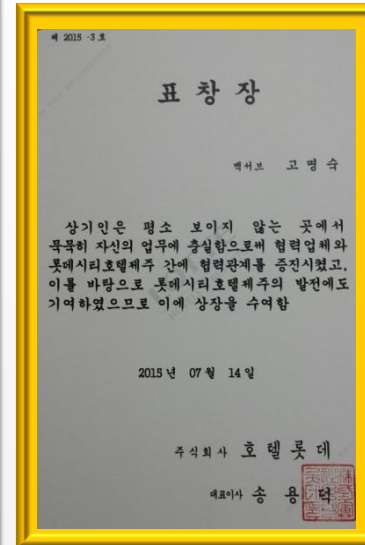 제 2015 -3 호
표 창 장
맥서브 고 명 숙
상기인은 평소 보이지 않는 곳에서
묵묵히 자신의 업무에 충실함으로써 협력업체와
롯데시티호텔제주 간에 협력관계를 증진시켰고,
이를 바탕으로 롯데시티호텔제주의 발전에도
기여하였으므로 이에 상장을 수여함
2015 년 07 월 14 일
주식회사 호 텔 롯 데
대표이사 송 용 덕